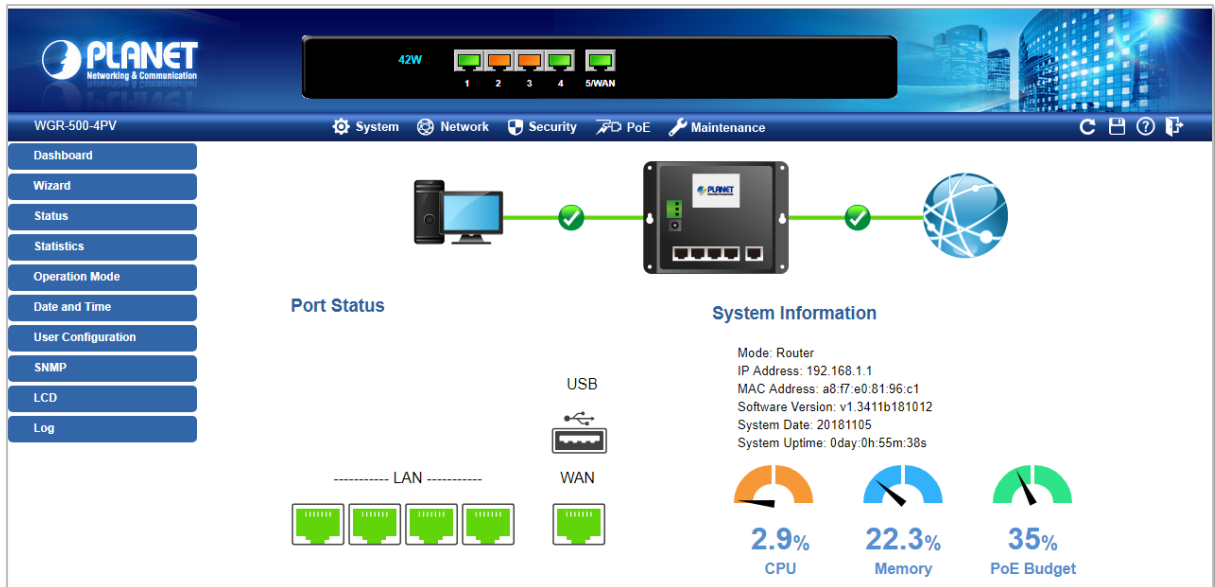 PLANET
Networking & Communication
42W
1 2 3 4 5/WAN
WGR-500-4PV
System Network Security PoE Maintenance
Dashboard
Wizard
Status
Statistics
Operation Mode
Date and Time
User Configuration
SNMP
LCD
Log
PLANET
Port Status
USB
----------- LAN -----------
WAN
System Information
Mode: Router
IP Address: 192.168.1.1
MAC Address: a8:f7:e0:81:96:c1
Software Version: v1.3411b181012
System Date: 20181105
System Uptime: 0day:0h:55m:38s
2.9% 22.3% 35%
CPU Memory PoE Budget